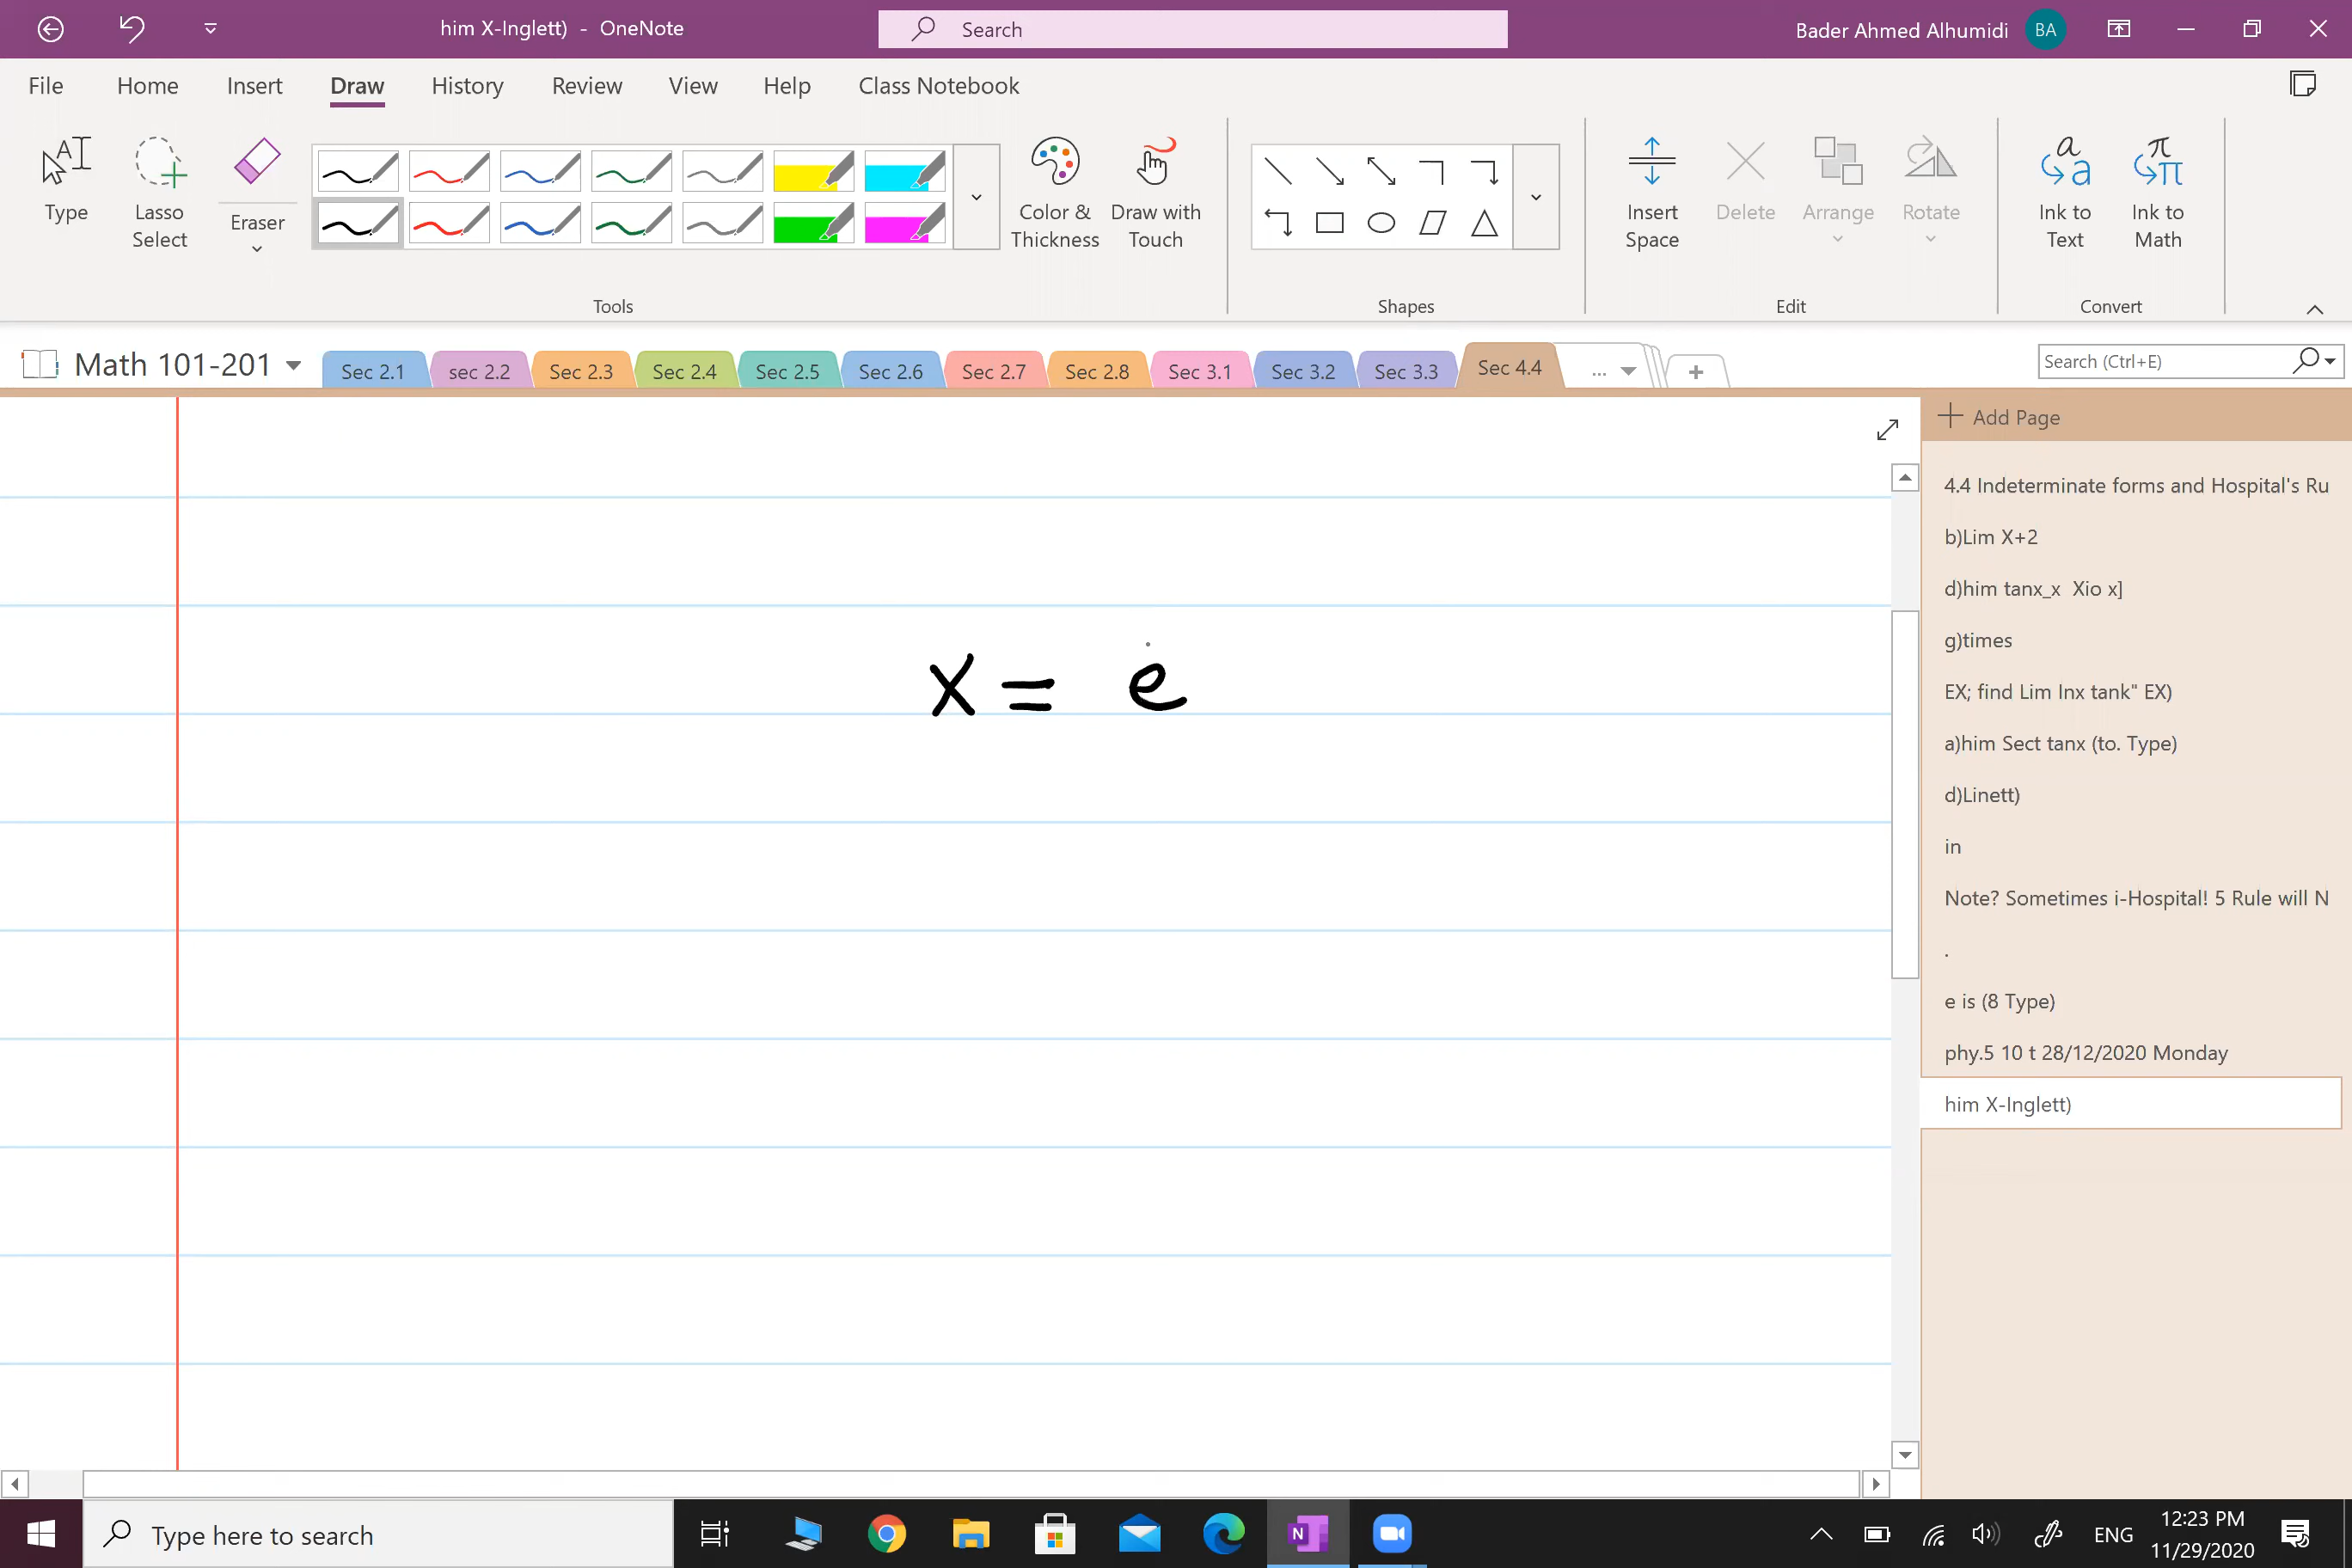 him X-Inglett) - OneNote
Search
Bader Ahmed Alhumidi
BA
File Home Insert Draw History Review View Help Class Notebook
Type
Lasso Select
Eraser
Color & Thickness
Draw with Touch
Insert Space
Delete
Arrange
Rotate
Ink to Text
Ink to Math
Tools
Shapes
Edit
Convert
Math 101-201
Sec 2.1
sec 2.2
Sec 2.3
Sec 2.4
Sec 2.5
Sec 2.6
Sec 2.7
Sec 2.8
Sec 3.1
Sec 3.2
Sec 3.3
Sec 4.4
...
Search (Ctrl+E)
Add Page
4.4 Indeterminate forms and Hospital's Ru
b)Lim X+2
d)him tanx_x Xio x]
g)times
EX; find Lim Inx tank" EX)
a)him Sect tanx (to. Type)
d)Linett)
in
Note? Sometimes i-Hospital! 5 Rule will N
.
e is (8 Type)
phy.5 10 t 28/12/2020 Monday
him X-Inglett)
x = e
Type here to search
ENG
12:23 PM
11/29/2020